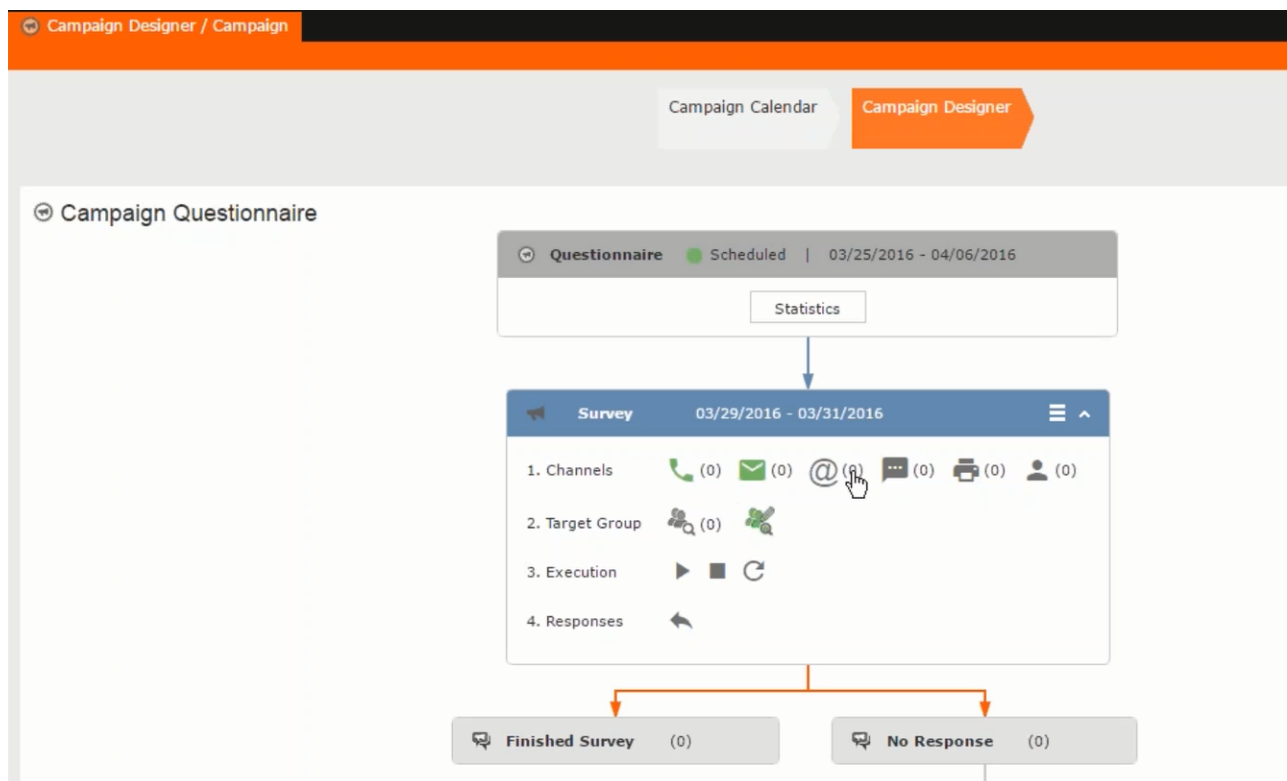 Campaign Designer / Campaign
Campaign Calendar
Campaign Designer
Campaign Questionnaire
Questionnaire Scheduled | 03/25/2016 - 04/06/2016
Statistics
Survey 03/29/2016 - 03/31/2016
1. Channels (0) (0) @ (0) (0) (0)
2. Target Group (0)
3. Execution
4. Responses
Finished Survey (0)
No Response (0)